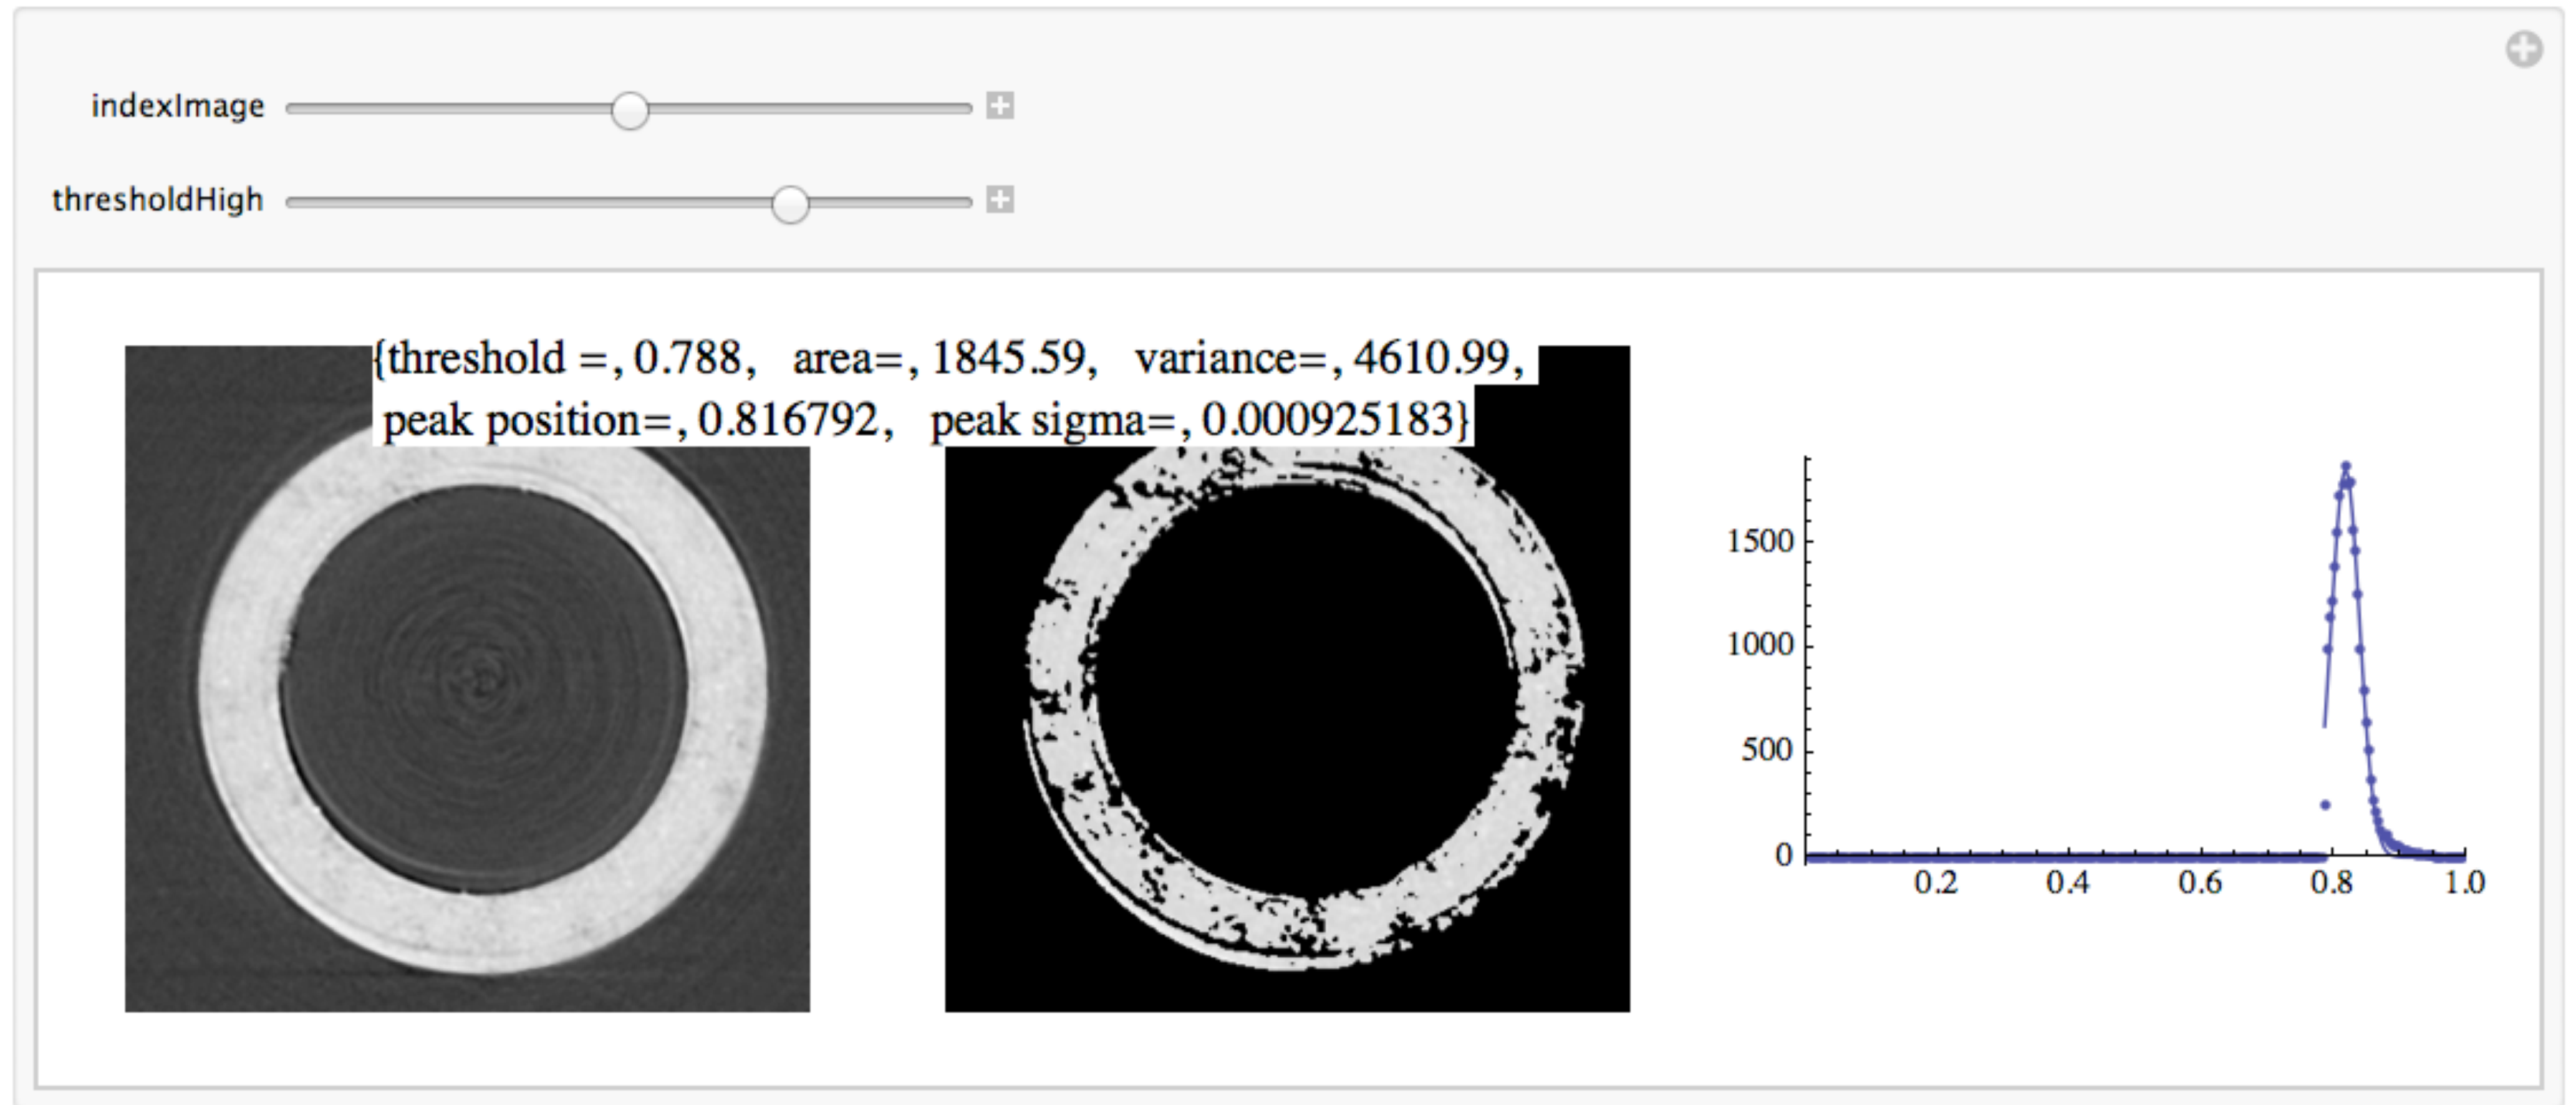 indexImage
thresholdHigh
{threshold =, 0.788, area=, 1845.59, variance=, 4610.99,
peak position=, 0.816792, peak sigma=, 0.000925183}
1500
1000
500
0
0.2 0.4 0.6 0.8 1.0